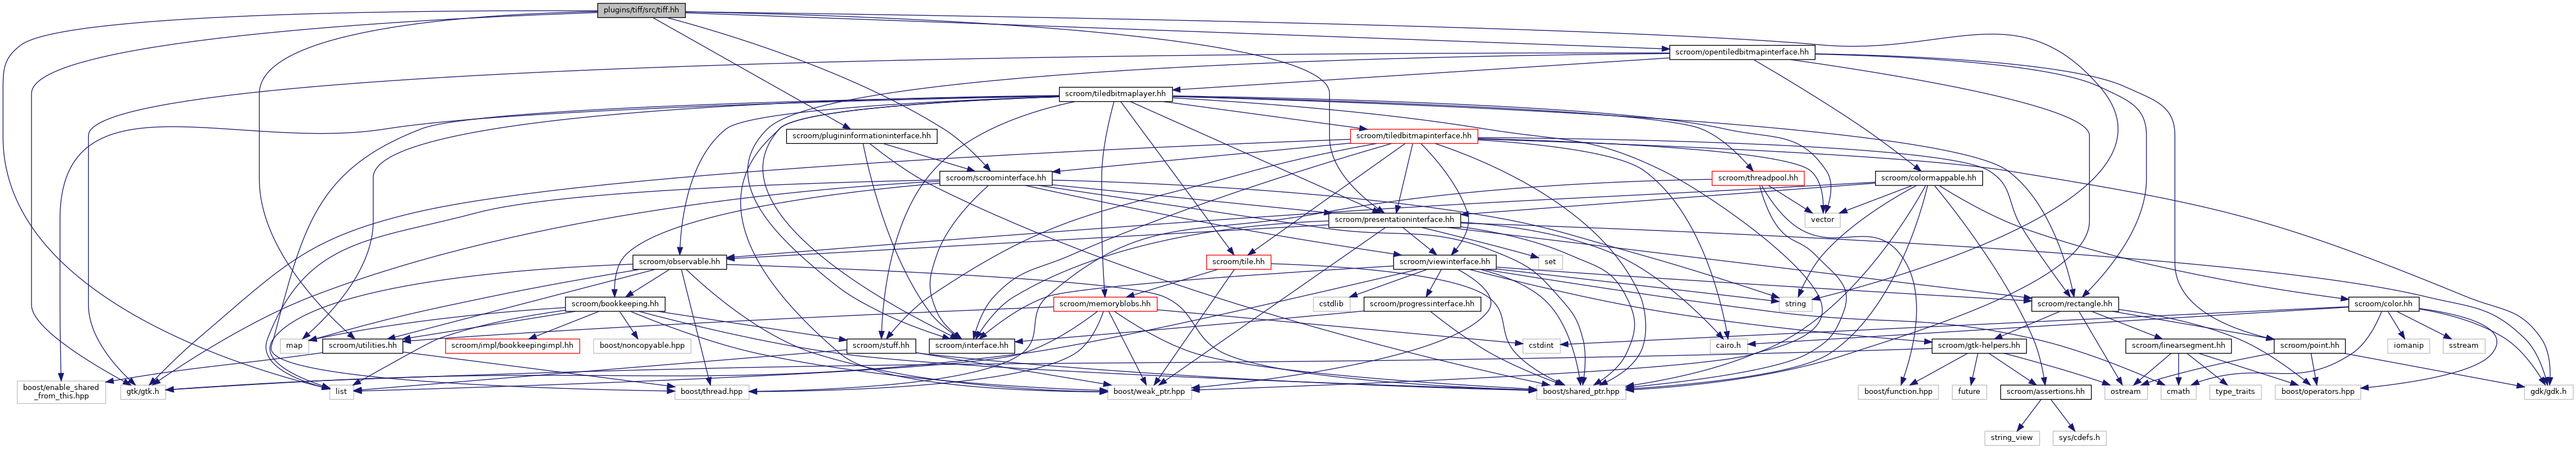 plugins/tiff/src/tiff.hh
scroom/opentiledbitmapinterface.hh
scroom/tiledbitmaplayer.hh
scroom/plugininformationinterface.hh
scroom/tiledbitmapinterface.hh
scroom/scroominterface.hh
scroom/threadpool.hh
scroom/colormappable.hh
scroom/presentationinterface.hh
vector
scroom/observable.hh
scroom/tile.hh
set
scroom/viewinterface.hh
scroom/bookkeeping.hh
scroom/memoryblobs.hh
cstdlib
scroom/progressinterface.hh
string
scroom/rectangle.hh
scroom/color.hh
map
scroom/utilities.hh
scroom/impl/bookkeepingimpl.hh
boost/noncopyable.hpp
scroom/stuff.hh
scroom/interface.hh
cstdint
cairo.h
scroom/gtk-helpers.hh
scroom/linearsegment.hh
scroom/point.hh
iomanip
sstream
boost/enable_shared
_from_this.hpp
gtk/gtk.h
list
boost/thread.hpp
boost/weak_ptr.hpp
boost/shared_ptr.hpp
boost/function.hpp
future
scroom/assertions.hh
ostream
cmath
type_traits
boost/operators.hpp
gdk/gdk.h
string_view
sys/cdefs.h